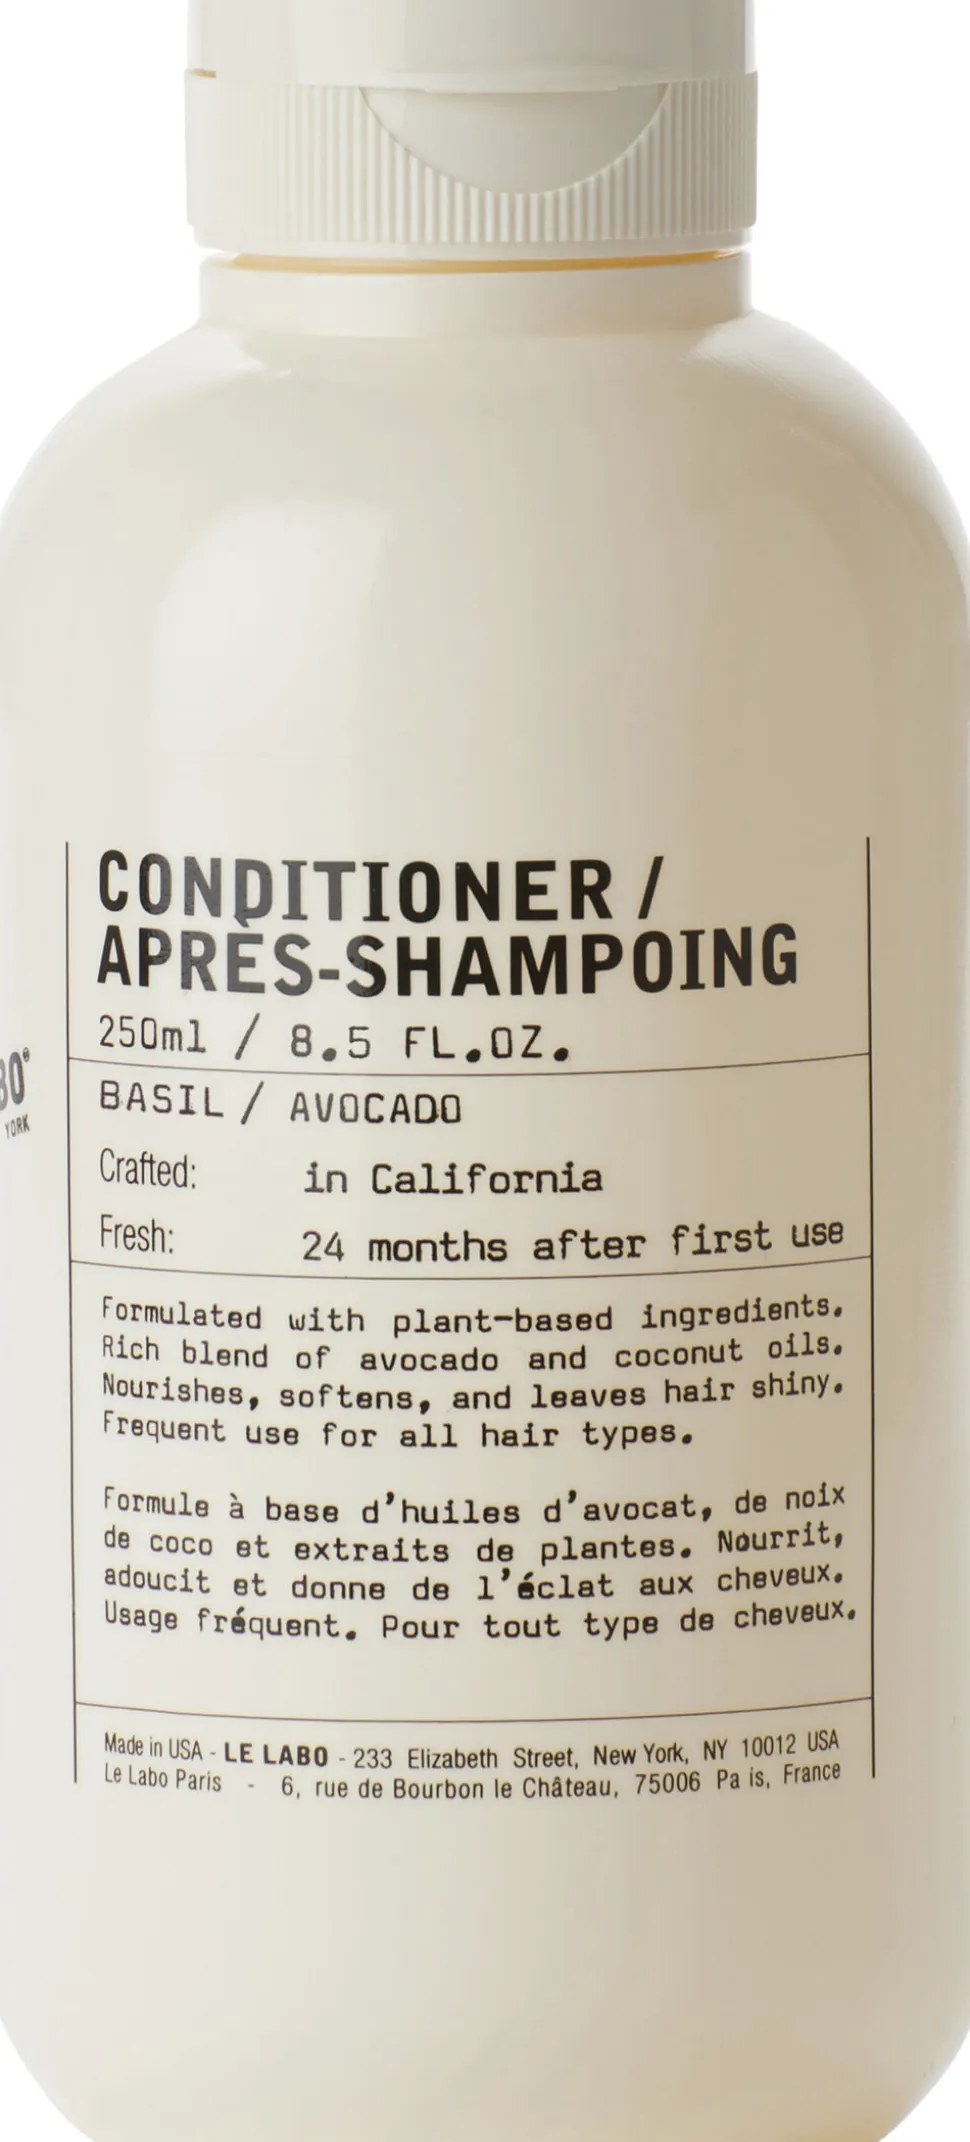 YORK
CONDITIONER /
APRÈS-SHAMPOING
250ml / 8.5 FL.OZ.
BASIL / AVOCADO
Crafted: in California
Fresh: 24 months after first use
Formulated with plant-based ingredients.
Rich blend of avocado and coconut oils.
Nourishes, softens, and leaves hair shiny.
Frequent use for all hair types.
Formule à base d'huiles d'avocat, de noix
de coco et extraits de plantes. Nourrit,
adoucit et donne de l'éclat aux cheveux.
Usage fréquent. Pour tout type de cheveux.
Made in USA - LE LABO - 233 Elizabeth Street, New York, NY 10012 USA
Le Labo Paris - 6, rue de Bourbon le Château, 75006 Pa is, France